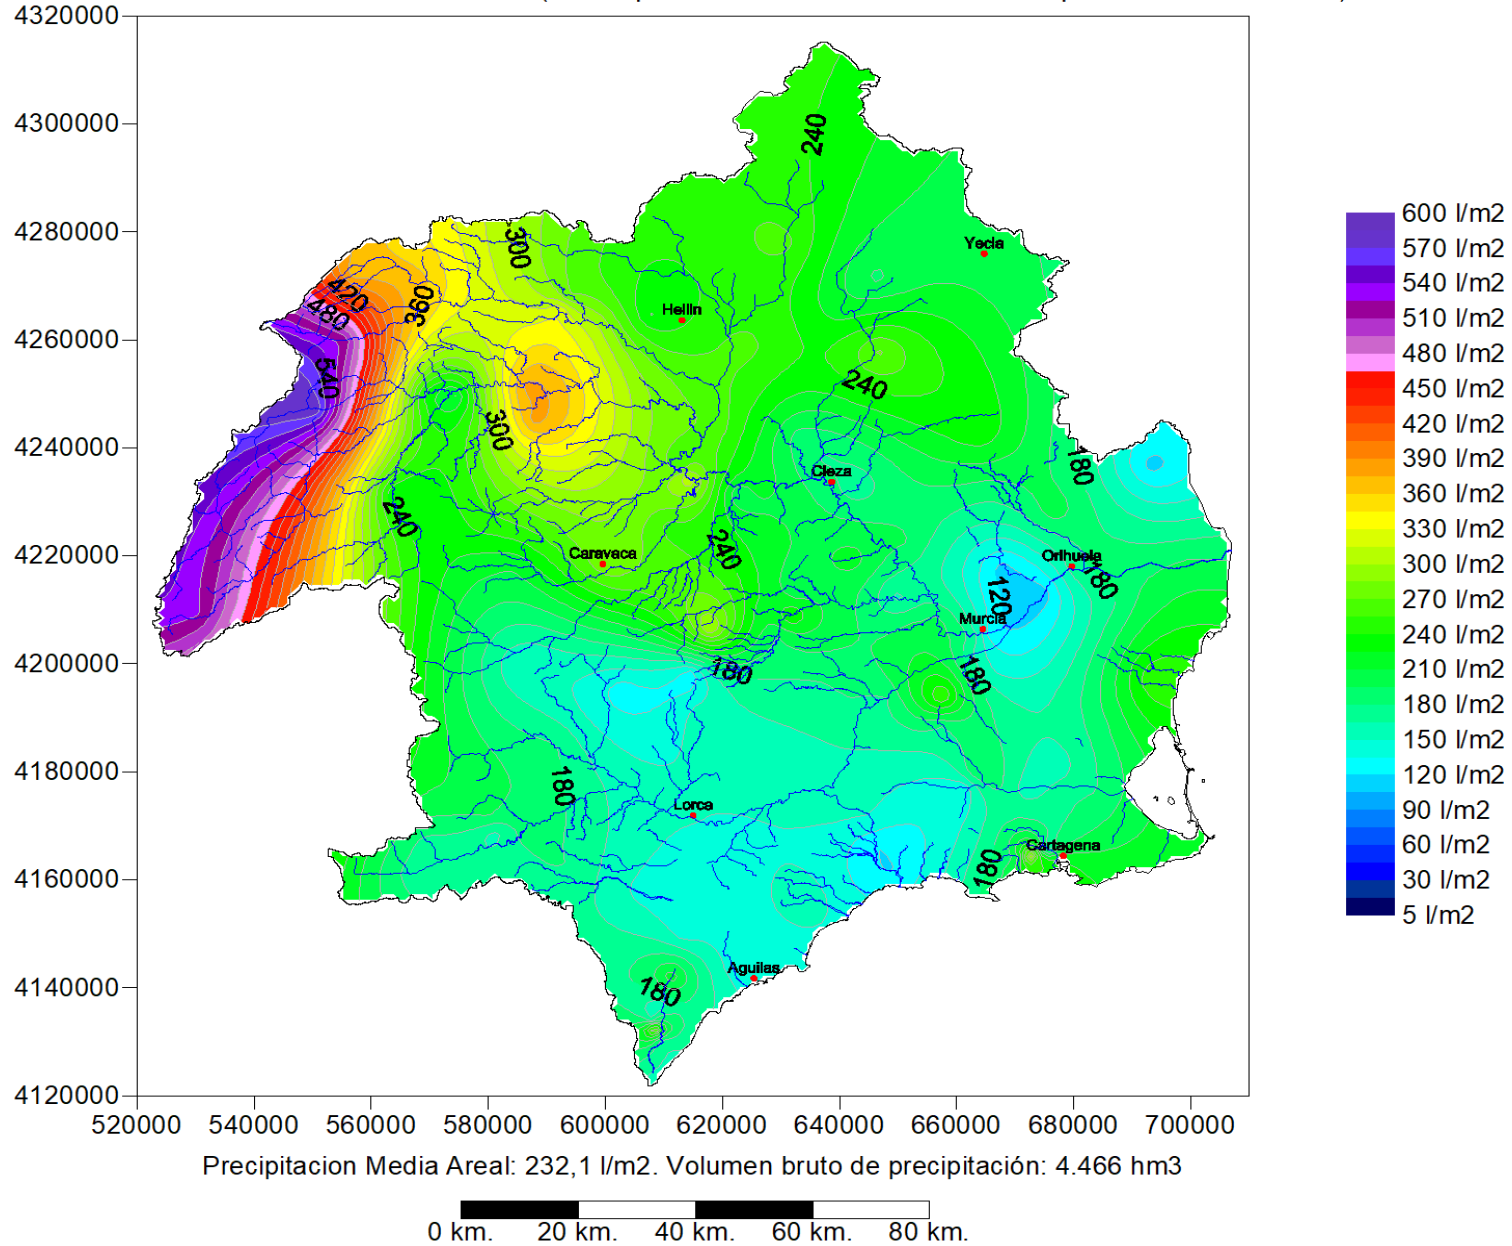 4320000
4300000
4280000
4260000
4240000
4220000
4200000
4180000
4160000
4140000
4120000
520000 540000 560000 580000 600000 620000 640000 660000 680000 700000
240
300
Yecla
420
480
360
Hellin
540
240
300
180
Cieza
240
240
Caravaca
Orihuela
180
120
Murcia
180
180
180
Lorca
Cartagena
180
Aguilas
180
600 l/m2
570 l/m2
540 l/m2
510 l/m2
480 l/m2
450 l/m2
420 l/m2
390 l/m2
360 l/m2
330 l/m2
300 l/m2
270 l/m2
240 l/m2
210 l/m2
180 l/m2
150 l/m2
120 l/m2
90 l/m2
60 l/m2
30 l/m2
5 l/m2
Precipitacion Media Areal: 232,1 l/m2. Volumen bruto de precipitación: 4.466 hm3
0 km. 20 km. 40 km. 60 km. 80 km.